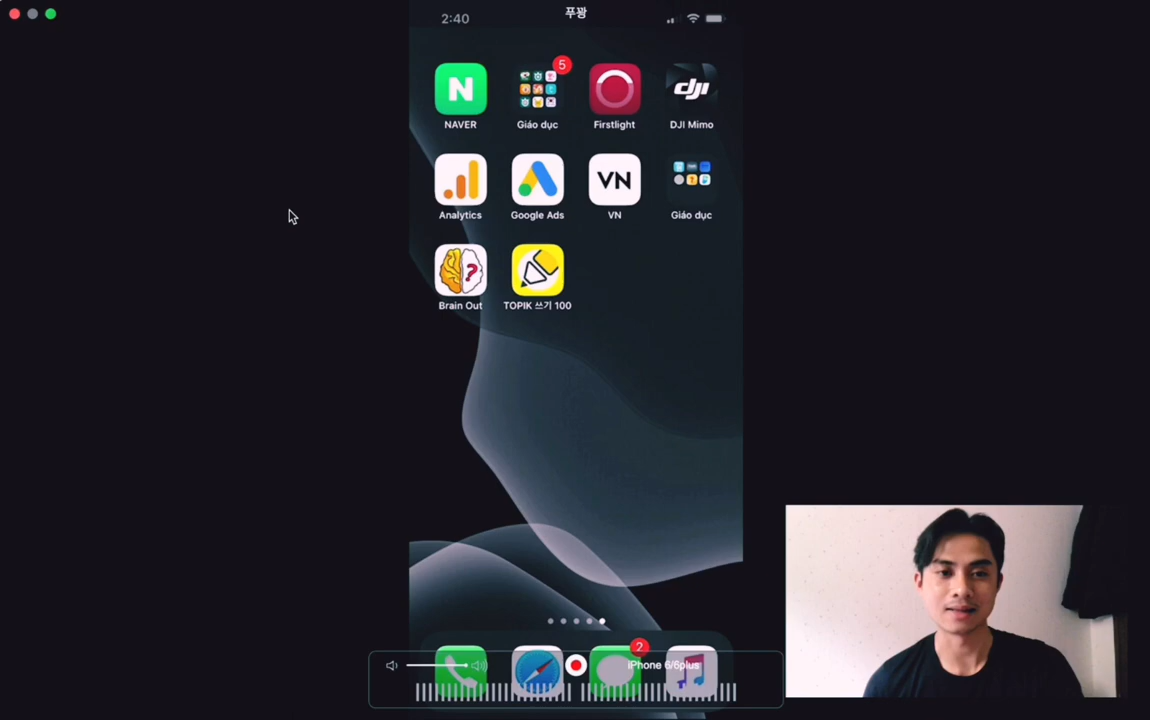 푸꽝
2:40
N
5
dji
NAVER
Giáo dục
Firstlight
DJI Mimo
VN
Analytics
Google Ads
VN
Giáo dục
?
Brain Out
TOPIK 쓰기 100
2
iPhone 6/6plus